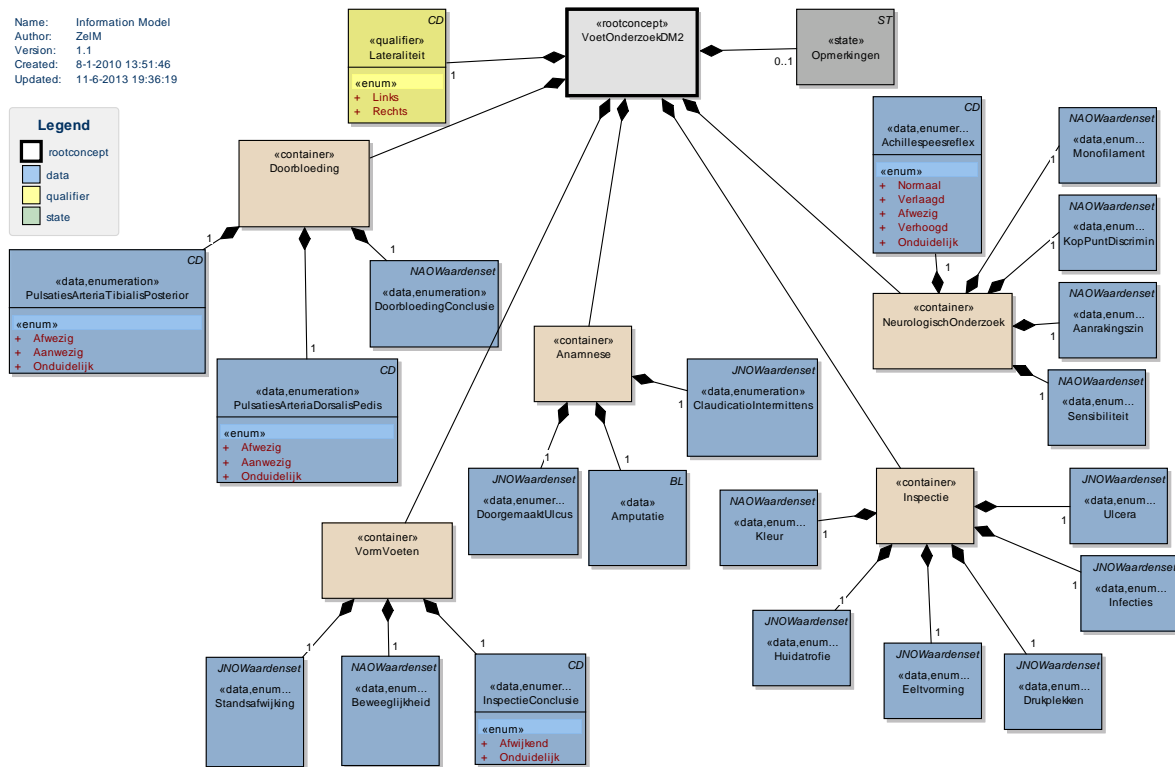 Name: Information Model
Author: ZelM
Version: 1.1
Created: 8-1-2010 13:51:46
Updated: 11-6-2013 19:36:19
Legend
rootconcept
data
qualifier
state
CD
«qualifier»
Lateraliteit
«enum»
+ Links
+ Rechts
1
«rootconcept»
VoetOnderzoekDM2
ST
«state»
Opmerkingen
0..1
«container»
Doorbloeding
1
CD
«data,enumeration»
PulsatiesArteriaTibialisPosterior
«enum»
+ Afwezig
+ Aanwezig
+ Onduidelijk
1
NAOWaardenset
«data,enumeration»
DoorbloedingConclusie
1
CD
«data,enumeration»
PulsatiesArteriaDorsalisPedis
«enum»
+ Afwezig
+ Aanwezig
+ Onduidelijk
CD
«data,enumer...
Achillespeesreflex
«enum»
+ Normaal
+ Verlaagd
+ Afwezig
+ Verhoogd
+ Onduidelijk
1
NAOWaardenset
«data,enum...
Monofilament
1
NAOWaardenset
«data,enum...
KopPuntDiscrimin
1
«container»
NeurologischOnderzoek
NAOWaardenset
«data,enum...
Aanrakingszin
1
NAOWaardenset
«data,enum...
Sensibiliteit
1
«container»
Anamnese
JNOWaardenset
«data,enumeration»
ClaudicatioIntermittens
1
1
JNOWaardenset
«data,enumer...
DoorgemaaktUlcus
1
BL
«data»
Amputatie
«container»
Inspectie
NAOWaardenset
«data,enum...
Kleur
1
JNOWaardenset
«data,enum...
Ulcera
1
JNOWaardenset
«data,enum...
Infecties
1
1
JNOWaardenset
«data,enum...
Huidatrofie
1
JNOWaardenset
«data,enum...
Eeltvorming
1
JNOWaardenset
«data,enum...
Drukplekken
«container»
VormVoeten
1
JNOWaardenset
«data,enum...
Standsafwijking
1
NAOWaardenset
«data,enum...
Beweeglijkheid
1
CD
«data,enumer...
InspectieConclusie
«enum»
+ Afwijkend
+ Onduidelijk